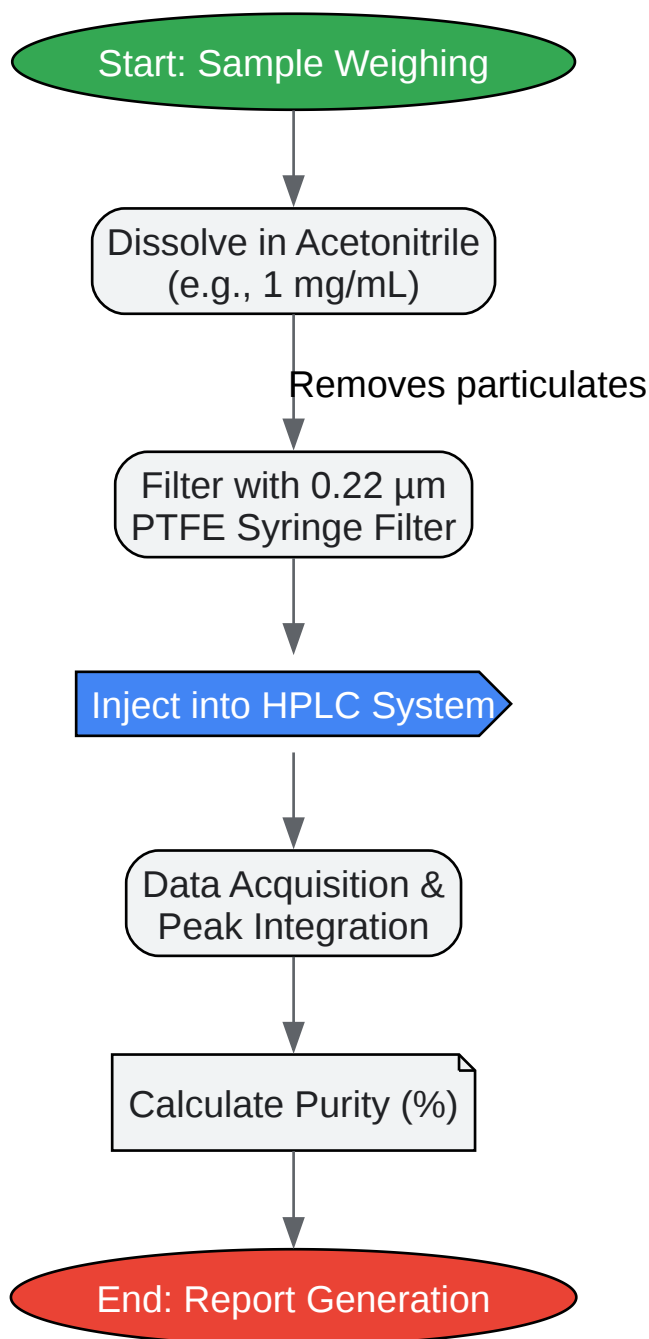 Start: Sample Weighing
Dissolve in Acetonitrile
(e.g., 1 mg/mL)
Removes particulates
Filter with 0.22 µm
PTFE Syringe Filter
Inject into HPLC System
Data Acquisition &
Peak Integration
Calculate Purity (%)
End: Report Generation